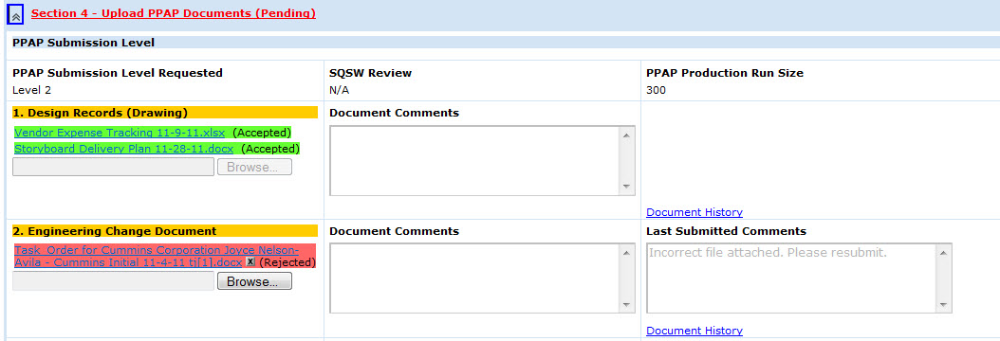 Section 4 - Upload PPAP Documents (Pending)
PPAP Submission Level
PPAP Submission Level Requested
Level 2
SQSW Review
N/A
PPAP Production Run Size
300
1. Design Records (Drawing)
Vendor Expense Tracking 11-9-11.xlsx (Accepted)
Storyboard Delivery Plan 11-28-11.docx (Accepted)
Browse...
Document Comments
Document History
2. Engineering Change Document
Task Order for Cummins Corporation Joyce Nelson-
Avila - Cummins Initial 11-4-11 tj[1].docx X (Rejected)
Browse...
Document Comments
Last Submitted Comments
Incorrect file attached. Please resubmit.
Document History